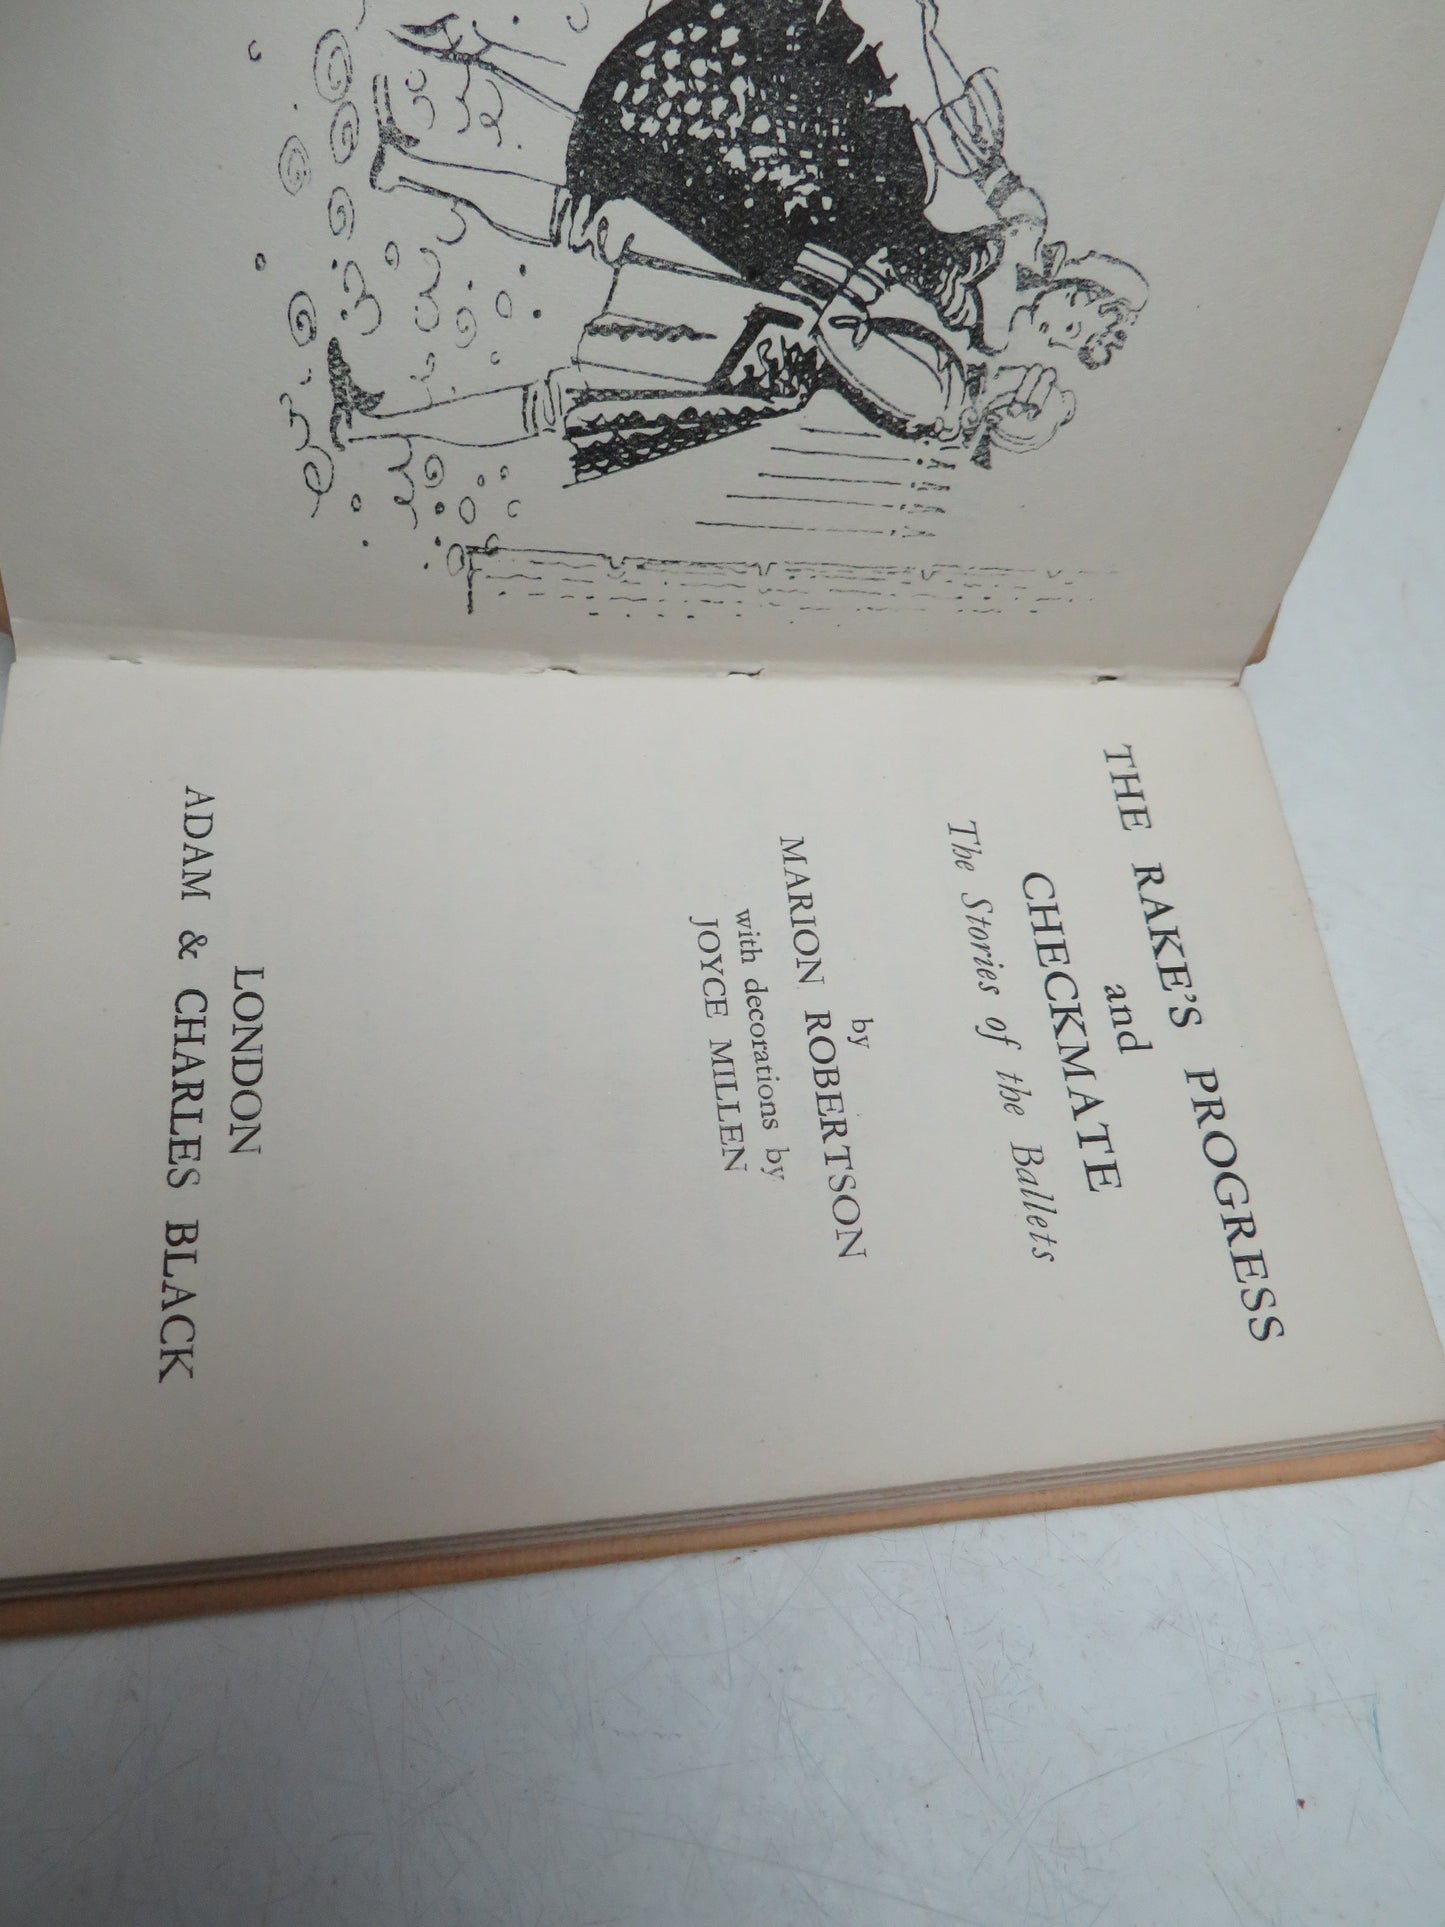 THE RAKE'S PROGRESS
and
CHECKMATE
The Stories of the Ballets
by
MARION ROBERTSON
with decorations by
JOYCE MILLEN
LONDON
ADAM & CHARLES BLACK